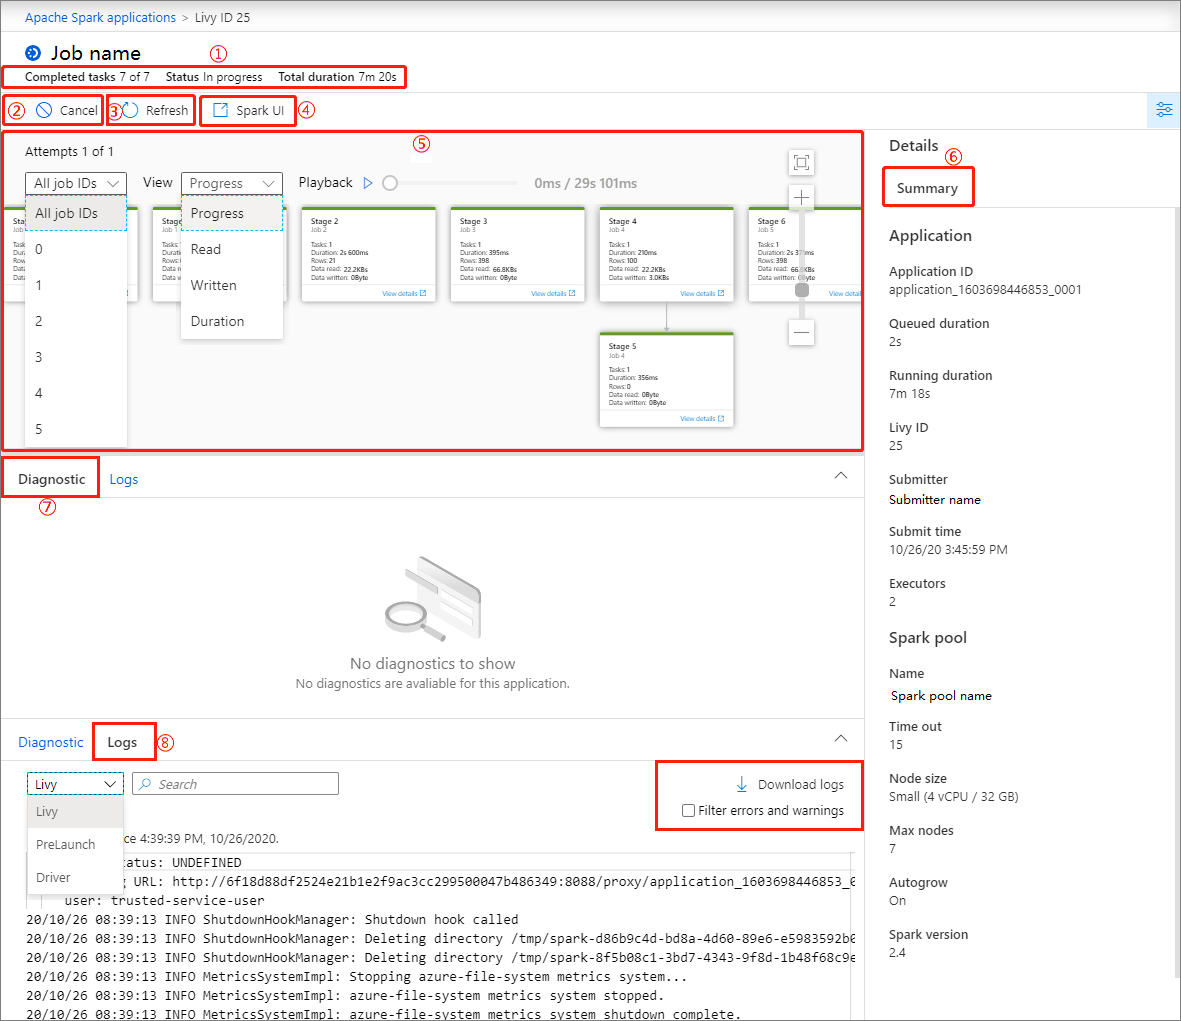 Apache Spark applications > Livy ID 25
Job name
①
Completed tasks 7 of 7 Status In progress Total duration 7m 20s
② Cancel ③ Refresh Spark UI ④
⑤
Attempts 1 of 1
All job IDs View Progress Playback 0ms / 29s 101ms
All job IDs
0
1
2
3
4
5
Progress
Read
Written
Duration
Job 1
Stage 2
Job 2
Tasks: 1
Duration: 2s 600ms
Rows: 21
Data read: 22.2KBs
Data written: 0Byte
View details
Stage 3
Job 3
Tasks: 1
Duration: 395ms
Rows: 398
Data read: 66.8KBs
Data written: 0Byte
View details
Stage 4
Job 4
Tasks: 1
Duration: 210ms
Rows: 100
Data read: 22.2KBs
Data written: 3.0KBs
View details
Stage 6
Job 5
Tasks: 1
Duration: 2s
Rows: 398
Data read:
Data written: 0Byte
View detail
Stage 5
Job 4
Tasks: 1
Duration: 356ms
Rows: 0
Data read: 0Byte
Data written: 0Byte
View details
Diagnostic Logs
⑦
No diagnostics to show
No diagnostics are avaliable for this application.
Diagnostic Logs ⑧
Livy Search
Livy
PreLaunch
Driver
Download logs
Filter errors and warnings
ce 4:39:39 PM, 10/26/2020.
atus: UNDEFINED
g URL: http://6f18d88df2524e21b1e2f9ac3cc299500047b486349:8088/proxy/application_1603698446853_0
user: trusted-service-user
20/10/26 08:39:13 INFO ShutdownHookManager: Shutdown hook called
20/10/26 08:39:13 INFO ShutdownHookManager: Deleting directory /tmp/spark-d86b9c4d-bd8a-4d60-89e6-e5983592b0
20/10/26 08:39:13 INFO ShutdownHookManager: Deleting directory /tmp/spark-8f5b08c1-3bd7-4343-9f8d-1b48f68c9e
20/10/26 08:39:13 INFO MetricsSystemImpl: Stopping azure-file-system metrics system...
20/10/26 08:39:13 INFO MetricsSystemImpl: azure-file-system metrics system stopped.
20/10/26 08:39:13 INFO MetricsSystemImpl: azure-file-system metrics system shutdown complete.
Details
⑥
Summary
Application
Application ID
application_1603698446853_0001
Queued duration
2s
Running duration
7m 18s
Livy ID
25
Submitter
Submitter name
Submit time
10/26/20 3:45:59 PM
Executors
2
Spark pool
Name
Spark pool name
Time out
15
Node size
Small (4 vCPU / 32 GB)
Max nodes
7
Autogrow
On
Spark version
2.4